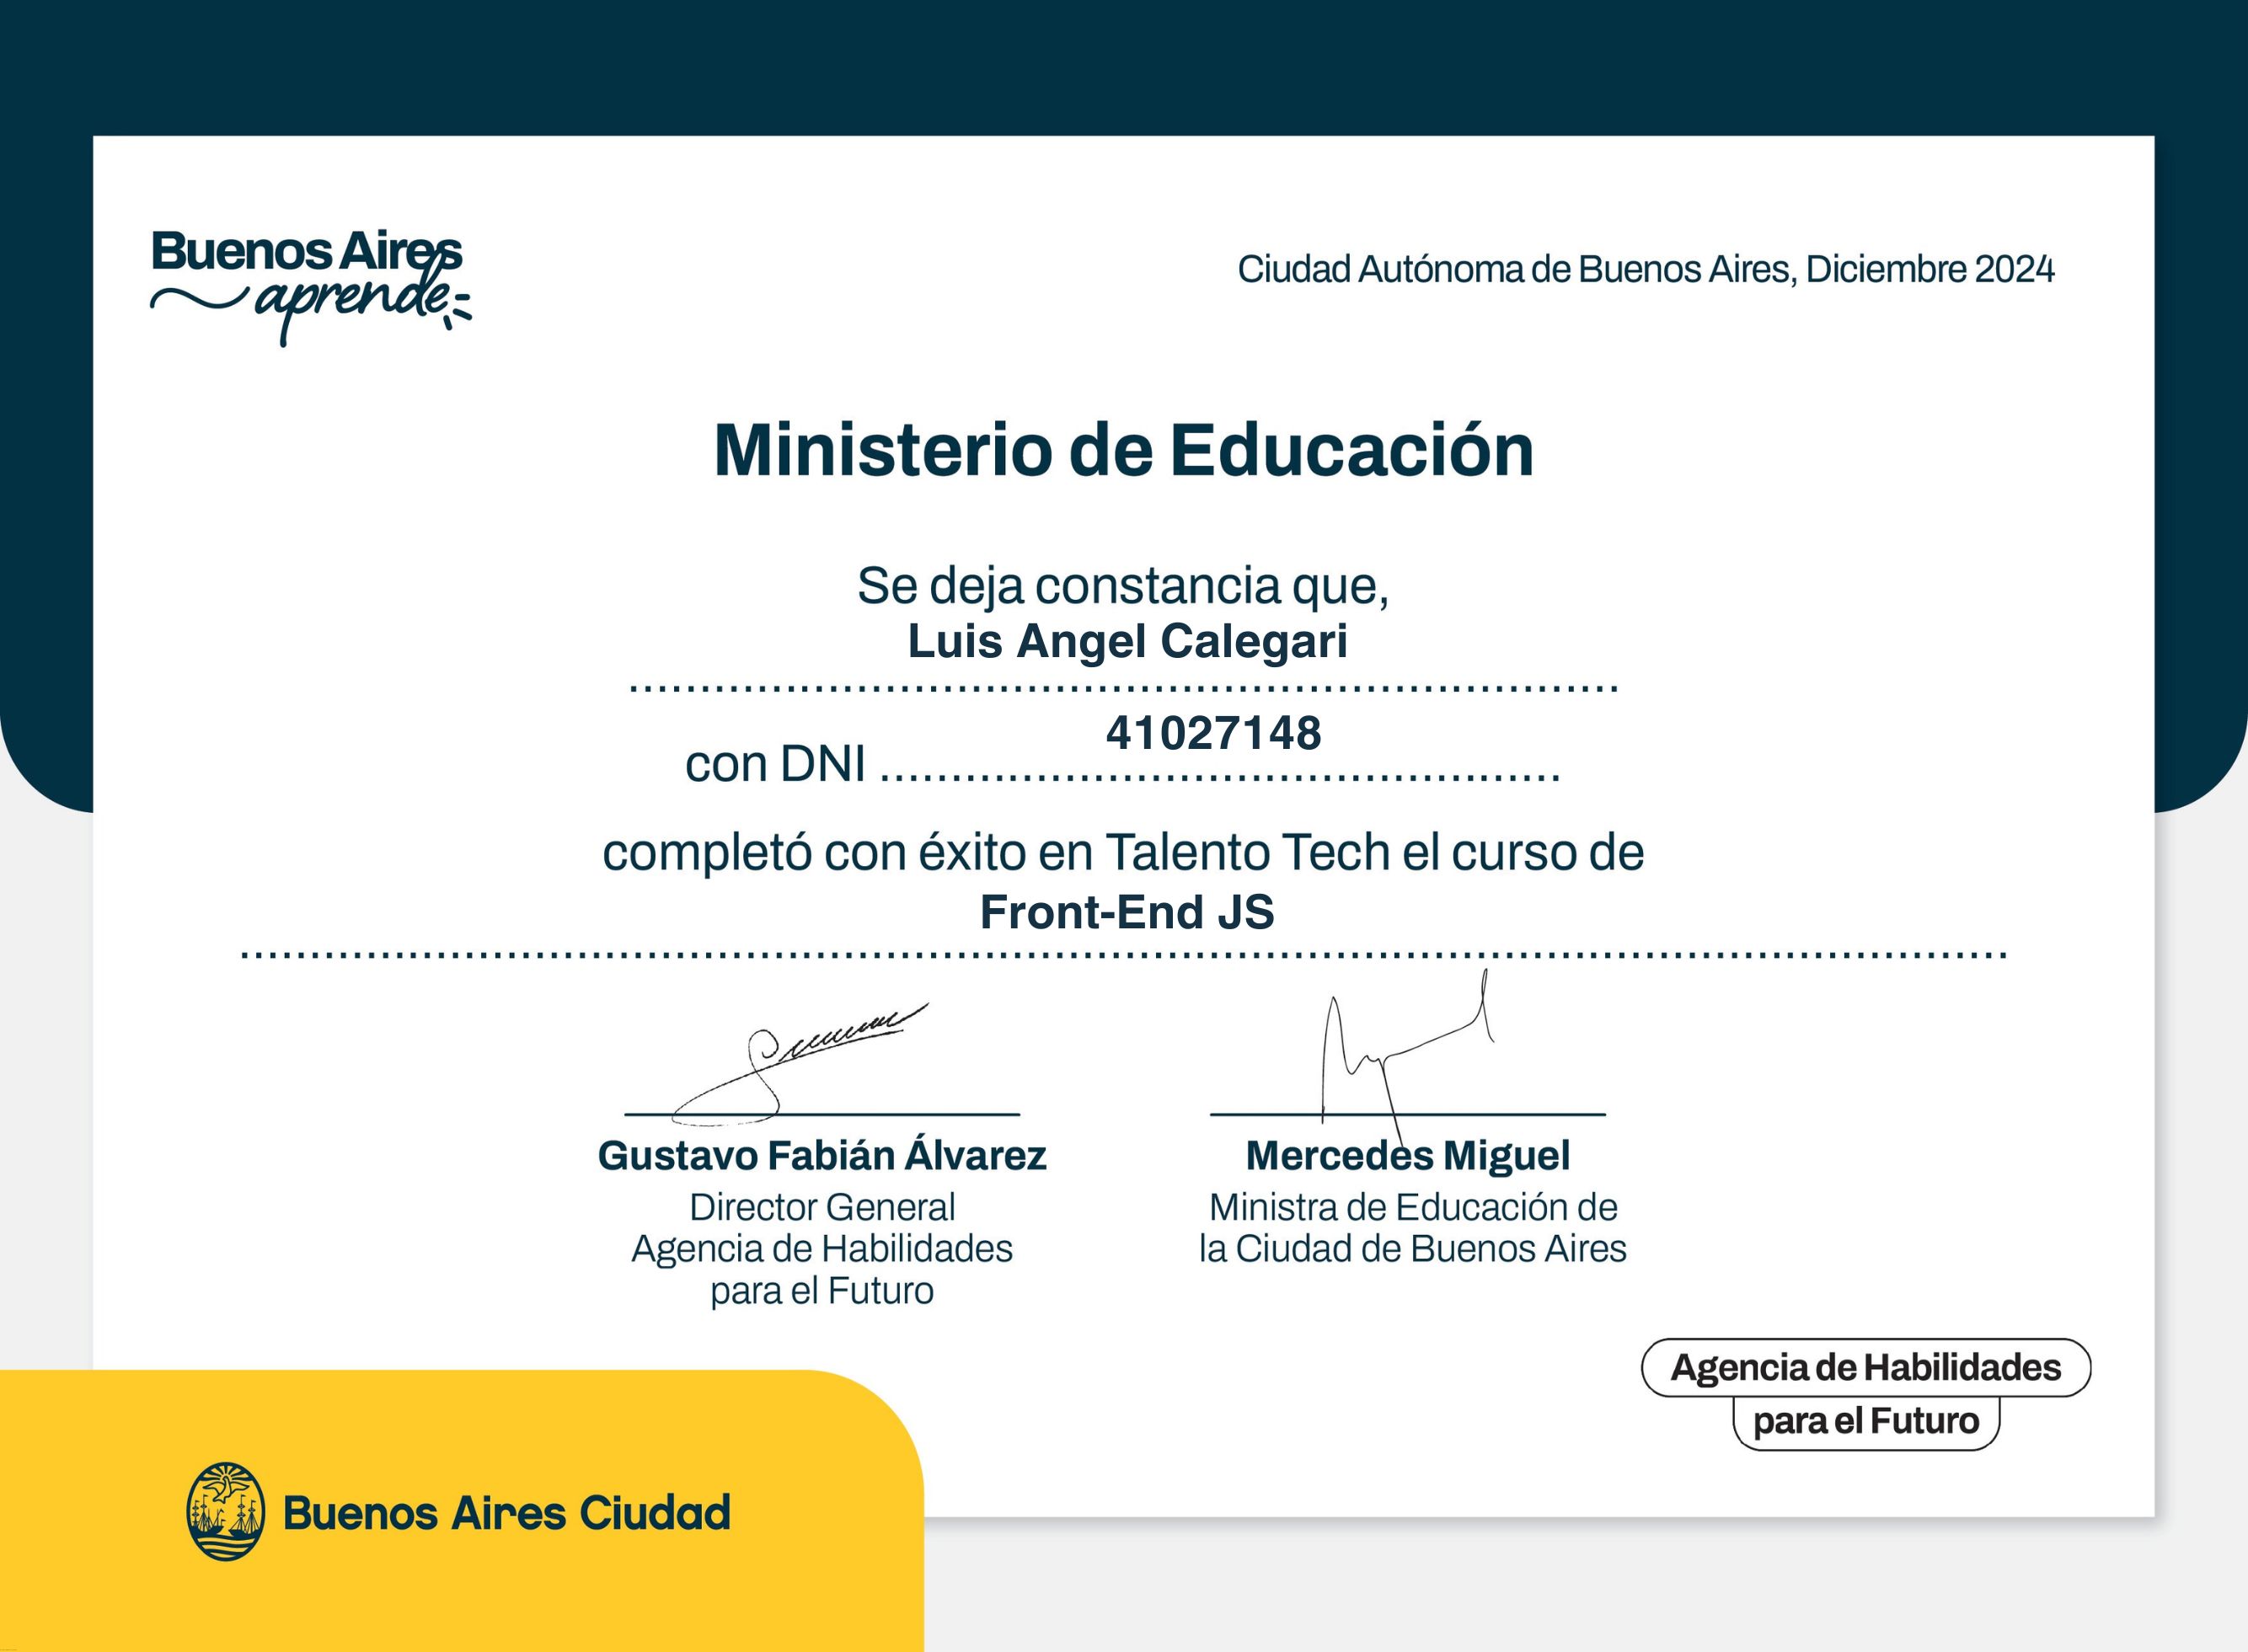 Buenos Aires
aprende
Ciudad Autónoma de Buenos Aires, Diciembre 2024
Ministerio de Educación
Se deja constancia que,
Luis Angel Calegari
41027148
con DNI
completó con éxito en Talento Tech el curso de
Front-End JS
Gustavo Fabián Álvarez
Director General
Agencia de Habilidades
para el Futuro
Mercedes Miguel
Ministra de Educación de
la Ciudad de Buenos Aires
Agencia de Habilidades
para el Futuro
Buenos Aires Ciudad